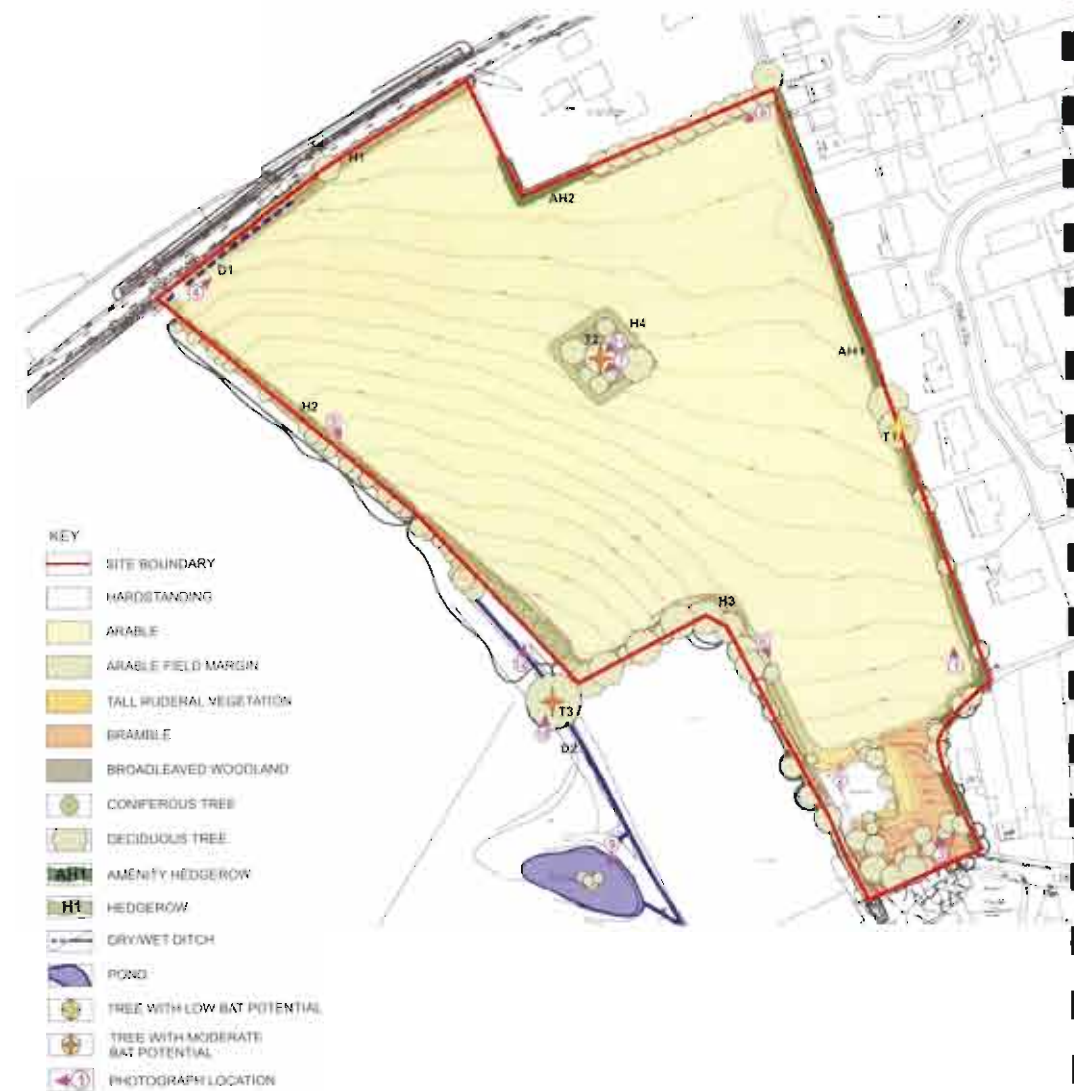 H1
AH2
D1
H4
T2
AH1
H2
T1
H3
T3
D2
KEY
SITE BOUNDARY
HARDSTANDING
ARABLE
ARABLE FIELD MARGIN
TALL RUDERAL VEGETATION
BRAMBLE
BROADLEAVED WOODLAND
CONIFEROUS TREE
DECIDUOUS TREE
AH1 AMENITY HEDGEROW
H1 HEDGEROW
DRY/WET DITCH
POND
TREE WITH LOW BAT POTENTIAL
TREE WITH MODERATE
BAT POTENTIAL
1 PHOTOGRAPH LOCATION